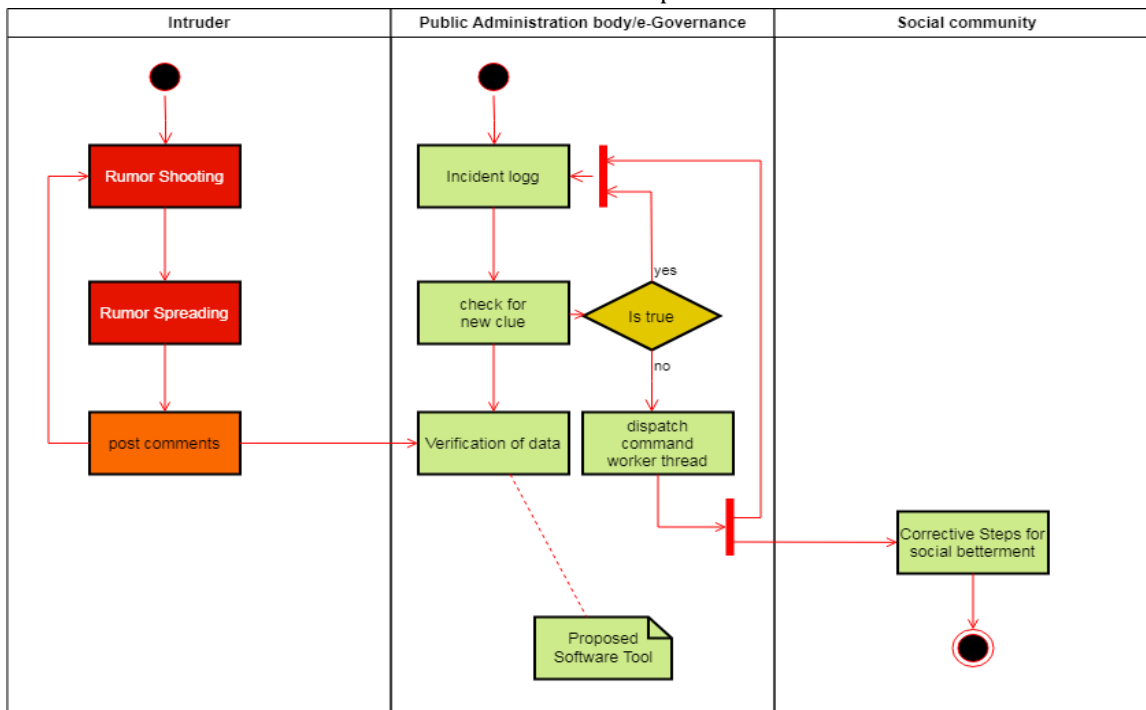 Intruder
Public Administration body/e-Governance
Social community
Rumor Shooting
Incident logg
yes
Rumor Spreading
check for
new clue
Is true
no
post comments
Verification of data
dispatch
command
worker thread
Corrective Steps for
social betterment
Proposed
Software Tool